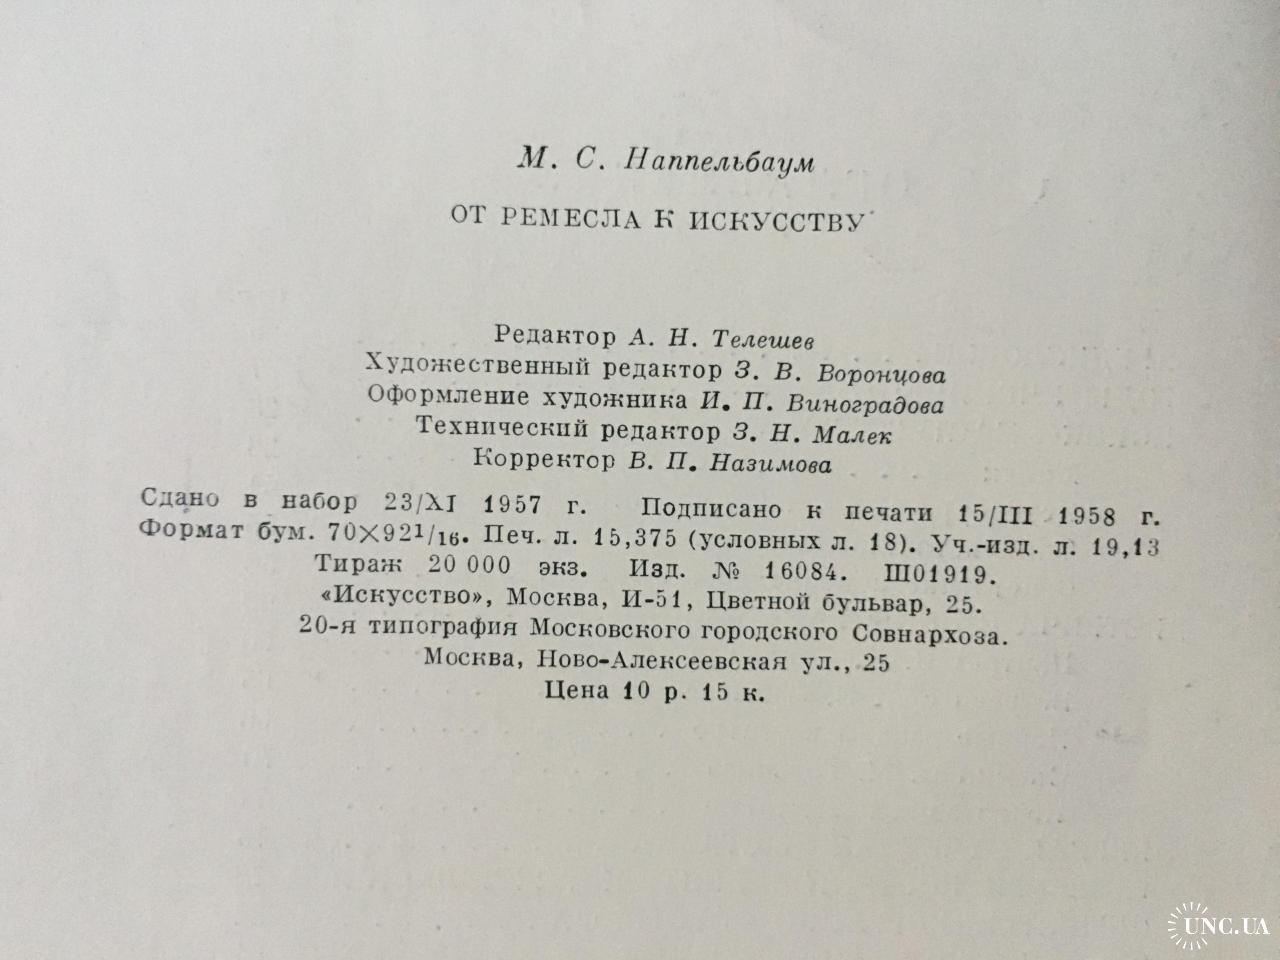 М. С. Наппельбаум
ОТ РЕМЕСЛА К ИСКУССТВУ
Редактор А. Н. Телешев
Художественный редактор З. В. Воронцова
Оформление художника И. П. Виноградова
Технический редактор З. Н. Малек
Корректор В. П. Назимова
Сдано в набор 23/XI 1957 г. Подписано к печати 15/III 1958 г.
Формат бум. 70×92¹/₁₆. Печ. л. 15,375 (условных л. 18). Уч.-изд. л. 19,13
Тираж 20 000 экз. Изд. № 16084. Ш01919.
«Искусство», Москва, И-51, Цветной бульвар, 25.
20-я типография Московского городского Совнархоза.
Москва, Ново-Алексеевская ул., 25
Цена 10 р. 15 к.
UNC.UA